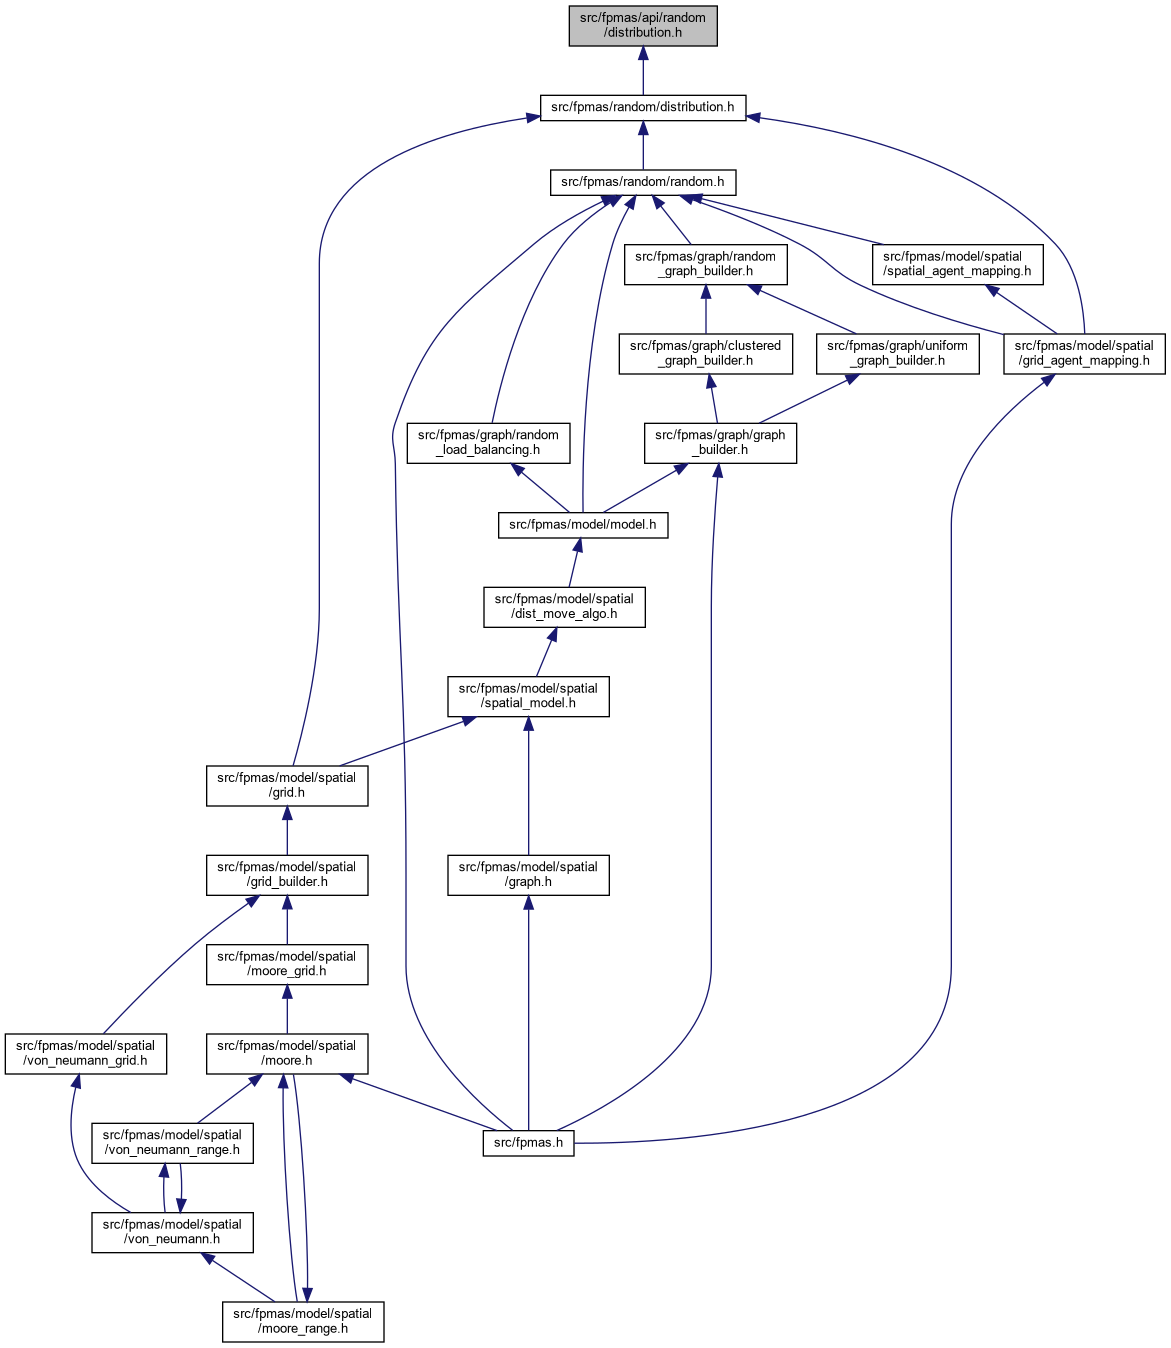 src/fpmas/api/random
/distribution.h
src/fpmas/random/distribution.h
src/fpmas/random/random.h
src/fpmas/graph/random
_graph_builder.h
src/fpmas/model/spatial
/spatial_agent_mapping.h
src/fpmas/graph/clustered
_graph_builder.h
src/fpmas/graph/uniform
_graph_builder.h
src/fpmas/model/spatial
/grid_agent_mapping.h
src/fpmas/graph/random
_load_balancing.h
src/fpmas/graph/graph
_builder.h
src/fpmas/model/model.h
src/fpmas/model/spatial
/dist_move_algo.h
src/fpmas/model/spatial
/spatial_model.h
src/fpmas/model/spatial
/grid.h
src/fpmas/model/spatial
/grid_builder.h
src/fpmas/model/spatial
/graph.h
src/fpmas/model/spatial
/moore_grid.h
src/fpmas/model/spatial
/von_neumann_grid.h
src/fpmas/model/spatial
/moore.h
src/fpmas/model/spatial
/von_neumann_range.h
src/fpmas.h
src/fpmas/model/spatial
/von_neumann.h
src/fpmas/model/spatial
/moore_range.h